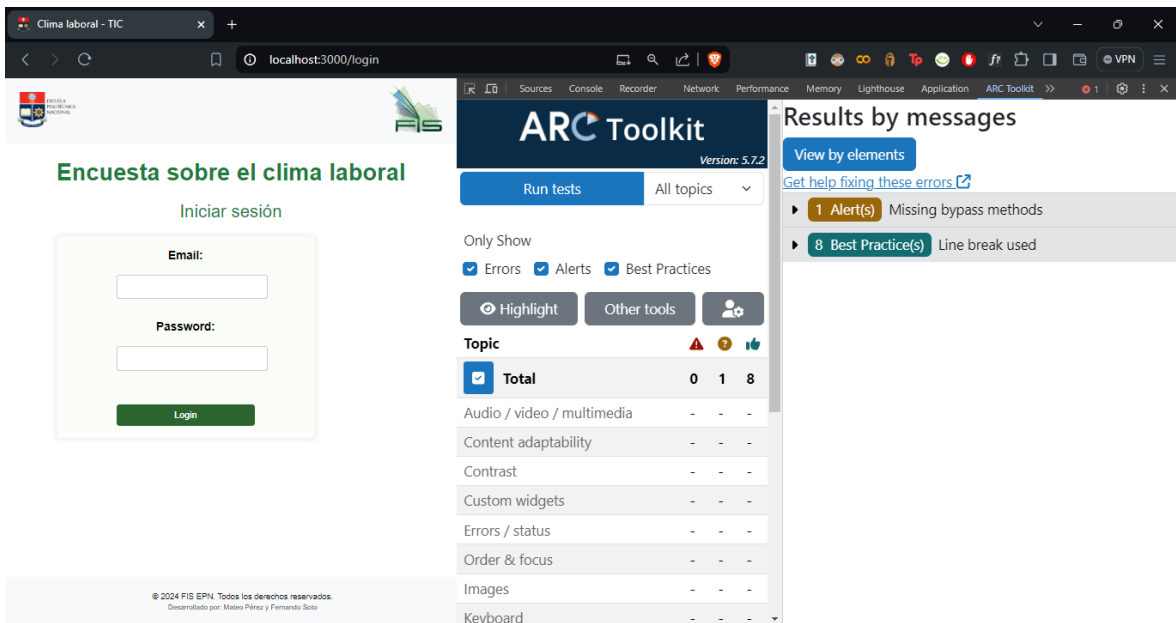 Clima laboral - TIC
localhost:3000/login
VPN
ESCUELA
POLITÉCNICA
NACIONAL
FIS
Encuesta sobre el clima laboral
Iniciar sesión
Email:
Password:
Login
© 2024 FIS EPN. Todos los derechos reservados.
Desarrollado por: Mateo Pérez y Fernando Soto
Sources Console Recorder Network Performance Memory Lighthouse Application ARC Toolkit 1
ARC Toolkit
Version: 5.7.2
Run tests All topics
Only Show
Errors Alerts Best Practices
Highlight Other tools
Topic
Total 0 1 8
Audio / video / multimedia - - -
Content adaptability - - -
Contrast - - -
Custom widgets - - -
Errors / status - - -
Order & focus - - -
Images - - -
Keyboard - - -
Results by messages
View by elements
Get help fixing these errors
1 Alert(s) Missing bypass methods
8 Best Practice(s) Line break used